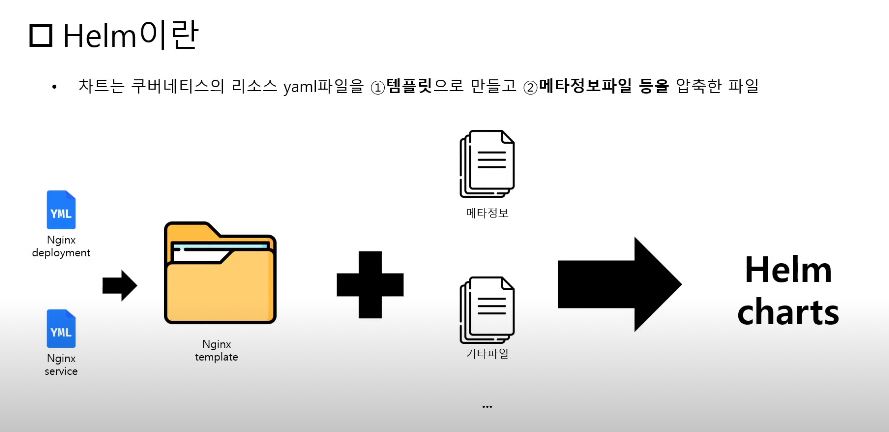 Helm이란
• 차트는 쿠버네티스의 리소스 yaml파일을 ①템플릿으로 만들고 ②메타정보파일 등을 압축한 파일
YML
Nginx
deployment
YML
Nginx
service
Nginx
template
메타정보
기타파일
...
Helm
charts